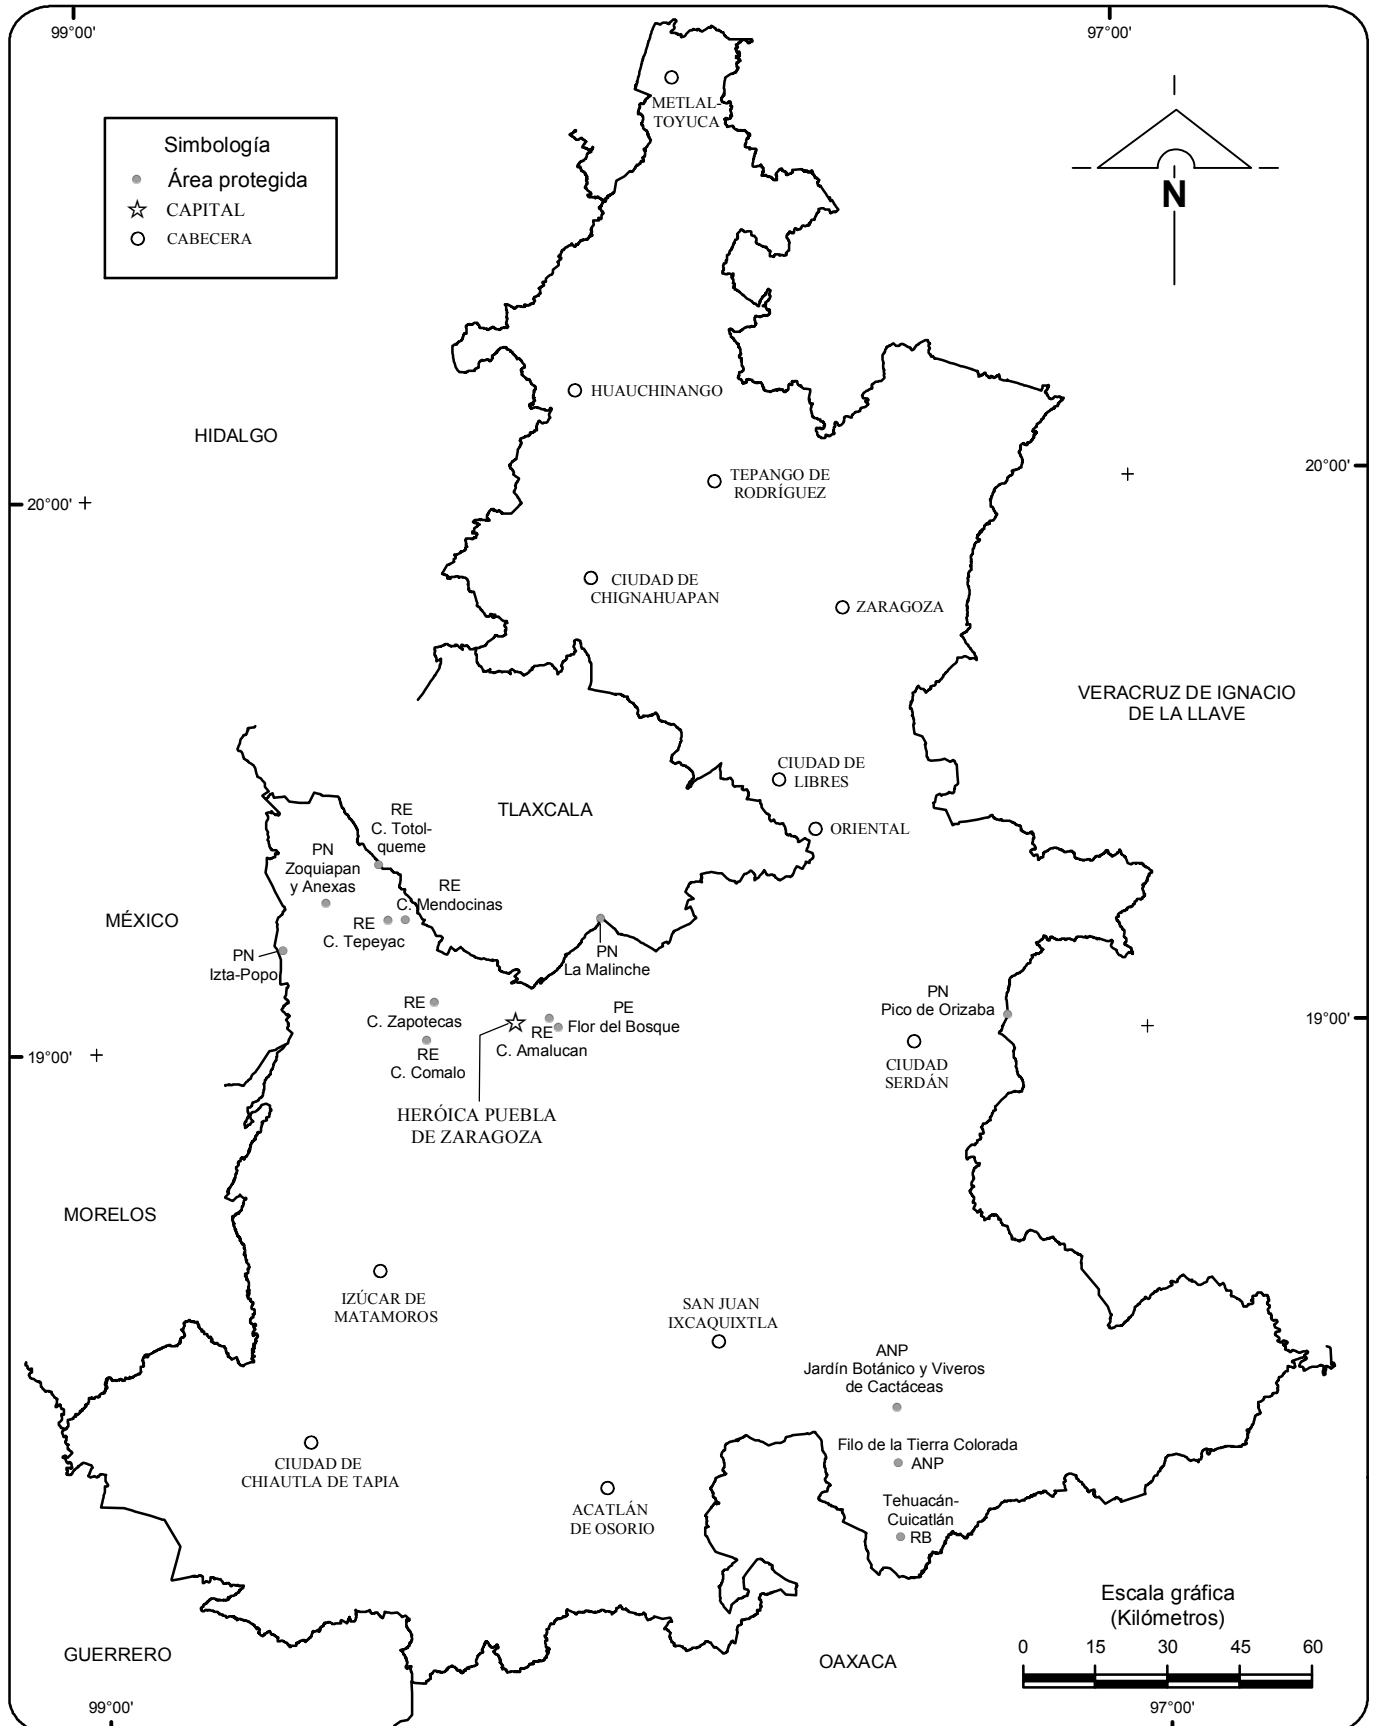 99°00'
97°00'
METLAL-
TOYUCA
Simbología
Área protegida
CAPITAL
CABECERA
N
HUAUCHINANGO
HIDALGO
20°00'
TEPANGO DE
RODRÍGUEZ
20°00'
CIUDAD DE
CHIGNAHUAPAN
ZARAGOZA
VERACRUZ DE IGNACIO
DE LA LLAVE
CIUDAD DE
LIBRES
TLAXCALA
ORIENTAL
RE
C. Totol-
queme
PN
Zoquiapan
y Anexas
RE
C. Mendocinas
MÉXICO
RE
C. Tepeyac
PN
Izta-Popo
PN
La Malinche
PN
Pico de Orizaba
RE
C. Zapotecas
PE
Flor del Bosque
RE
C. Amalucan
19°00'
RE
C. Comalo
19°00'
CIUDAD
SERDÁN
HERÓICA PUEBLA
DE ZARAGOZA
MORELOS
IZÚCAR DE
MATAMOROS
SAN JUAN
IXCAQUIXTLA
ANP
Jardín Botánico y Viveros
de Cactáceas
Filo de la Tierra Colorada
ANP
CIUDAD DE
CHIAUTLA DE TAPIA
ACATLÁN
DE OSORIO
Tehuacán-
Cuicatlán
RB
Escala gráfica
(Kilómetros)
0 15 30 45 60
GUERRERO
OAXACA
99°00'
97°00'